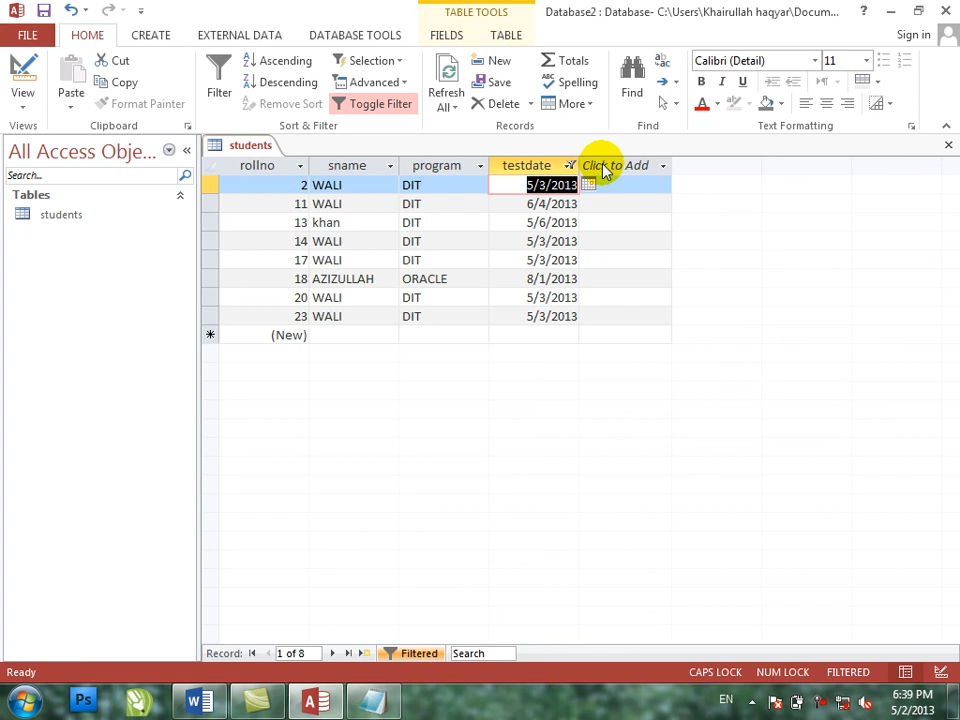 TABLE TOOLS
Database2 : Database- C:\Users\Khairullah haqyar\Docum...
FILE HOME CREATE EXTERNAL DATA DATABASE TOOLS FIELDS TABLE Sign in
View
Views
Paste
Cut
Copy
Format Painter
Clipboard
Filter
Ascending
Descending
Remove Sort
Selection
Advanced
Toggle Filter
Sort & Filter
Refresh
All
New
Save
Delete
Totals
Spelling
More
Records
Find
Find
Calibri (Detail) 11
B I U
A
Text Formatting
All Access Obje...
Search...
Tables
students
students
rollno sname program testdate Click to Add
2 WALI DIT 5/3/2013
11 WALI DIT 6/4/2013
13 khan DIT 5/6/2013
14 WALI DIT 5/3/2013
17 WALI DIT 5/3/2013
18 AZIZULLAH ORACLE 8/1/2013
20 WALI DIT 5/3/2013
23 WALI DIT 5/3/2013
(New)
Record: 1 of 8 Filtered Search
Ready CAPS LOCK NUM LOCK FILTERED
Ps
EN
6:39 PM
5/2/2013